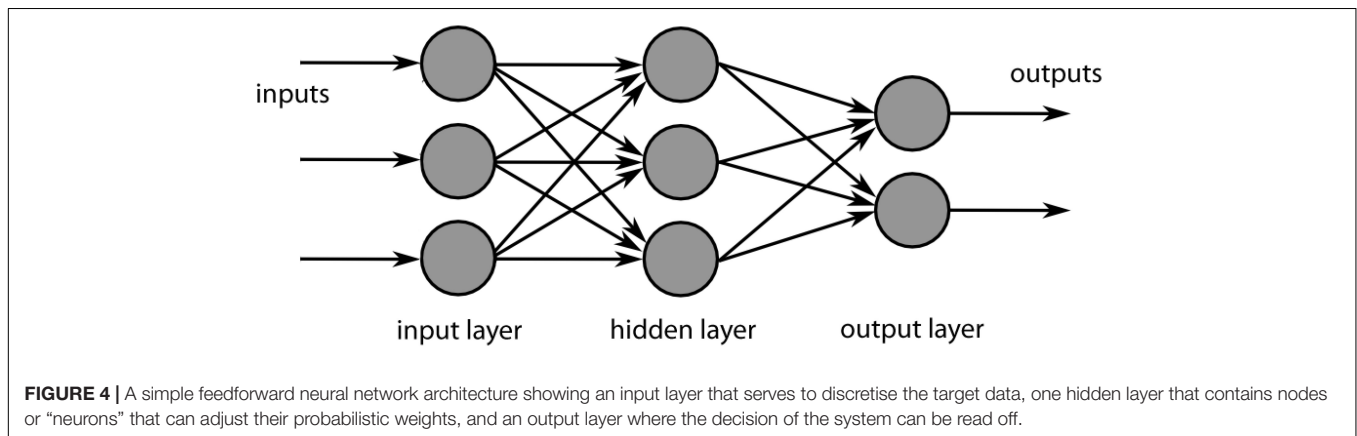 inputs
outputs
input layer
hidden layer
output layer
FIGURE 4 | A simple feedforward neural network architecture showing an input layer that serves to discretise the target data, one hidden layer that contains nodes
or “neurons” that can adjust their probabilistic weights, and an output layer where the decision of the system can be read off.